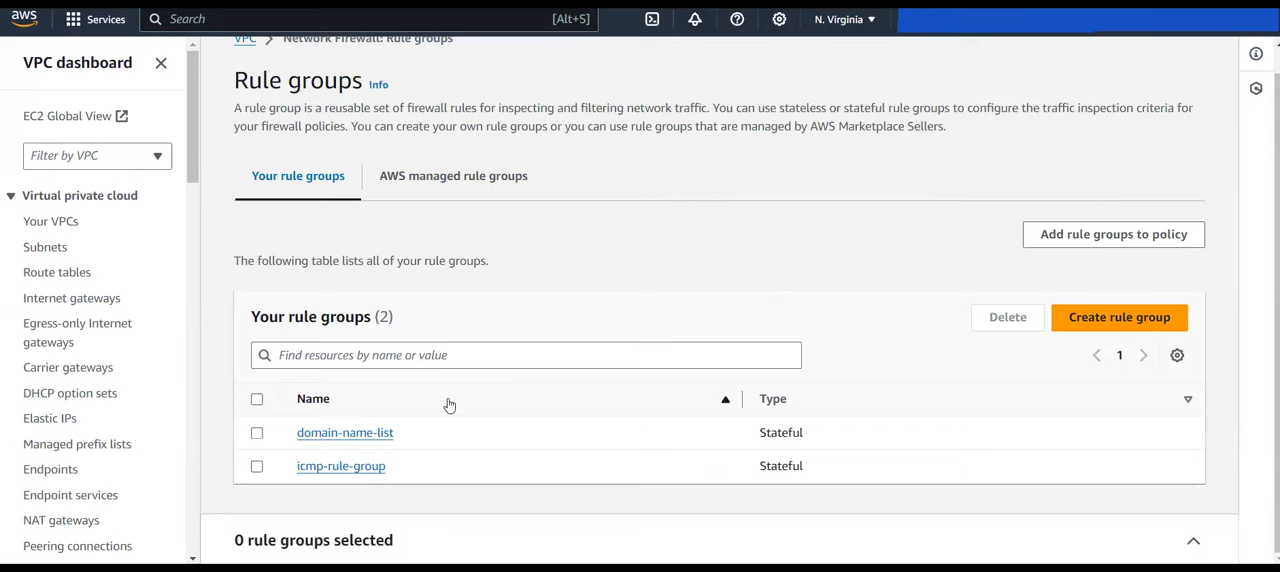 aws
Services
Search
[Alt+S]
N. Virginia
VPC dashboard
EC2 Global View
Filter by VPC
Virtual private cloud
Your VPCs
Subnets
Route tables
Internet gateways
Egress-only Internet
gateways
Carrier gateways
DHCP option sets
Elastic IPs
Managed prefix lists
Endpoints
Endpoint services
NAT gateways
Peering connections
VPC > Network Firewall: Rule groups
Rule groups Info
A rule group is a reusable set of firewall rules for inspecting and filtering network traffic. You can use stateless or stateful rule groups to configure the traffic inspection criteria for
your firewall policies. You can create your own rule groups or you can use rule groups that are managed by AWS Marketplace Sellers.
Your rule groups
AWS managed rule groups
Add rule groups to policy
The following table lists all of your rule groups.
Your rule groups (2)
Delete
Create rule group
Find resources by name or value
1
Name
Type
domain-name-list
Stateful
icmp-rule-group
Stateful
0 rule groups selected